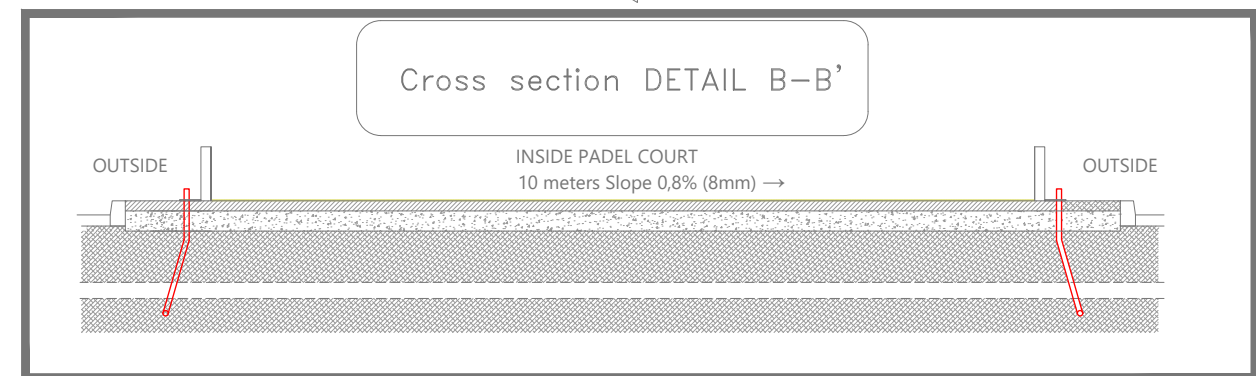 Cross section DETAIL B-B'
OUTSIDE
INSIDE PADEL COURT
10 meters Slope 0,8% (8mm) →
OUTSIDE